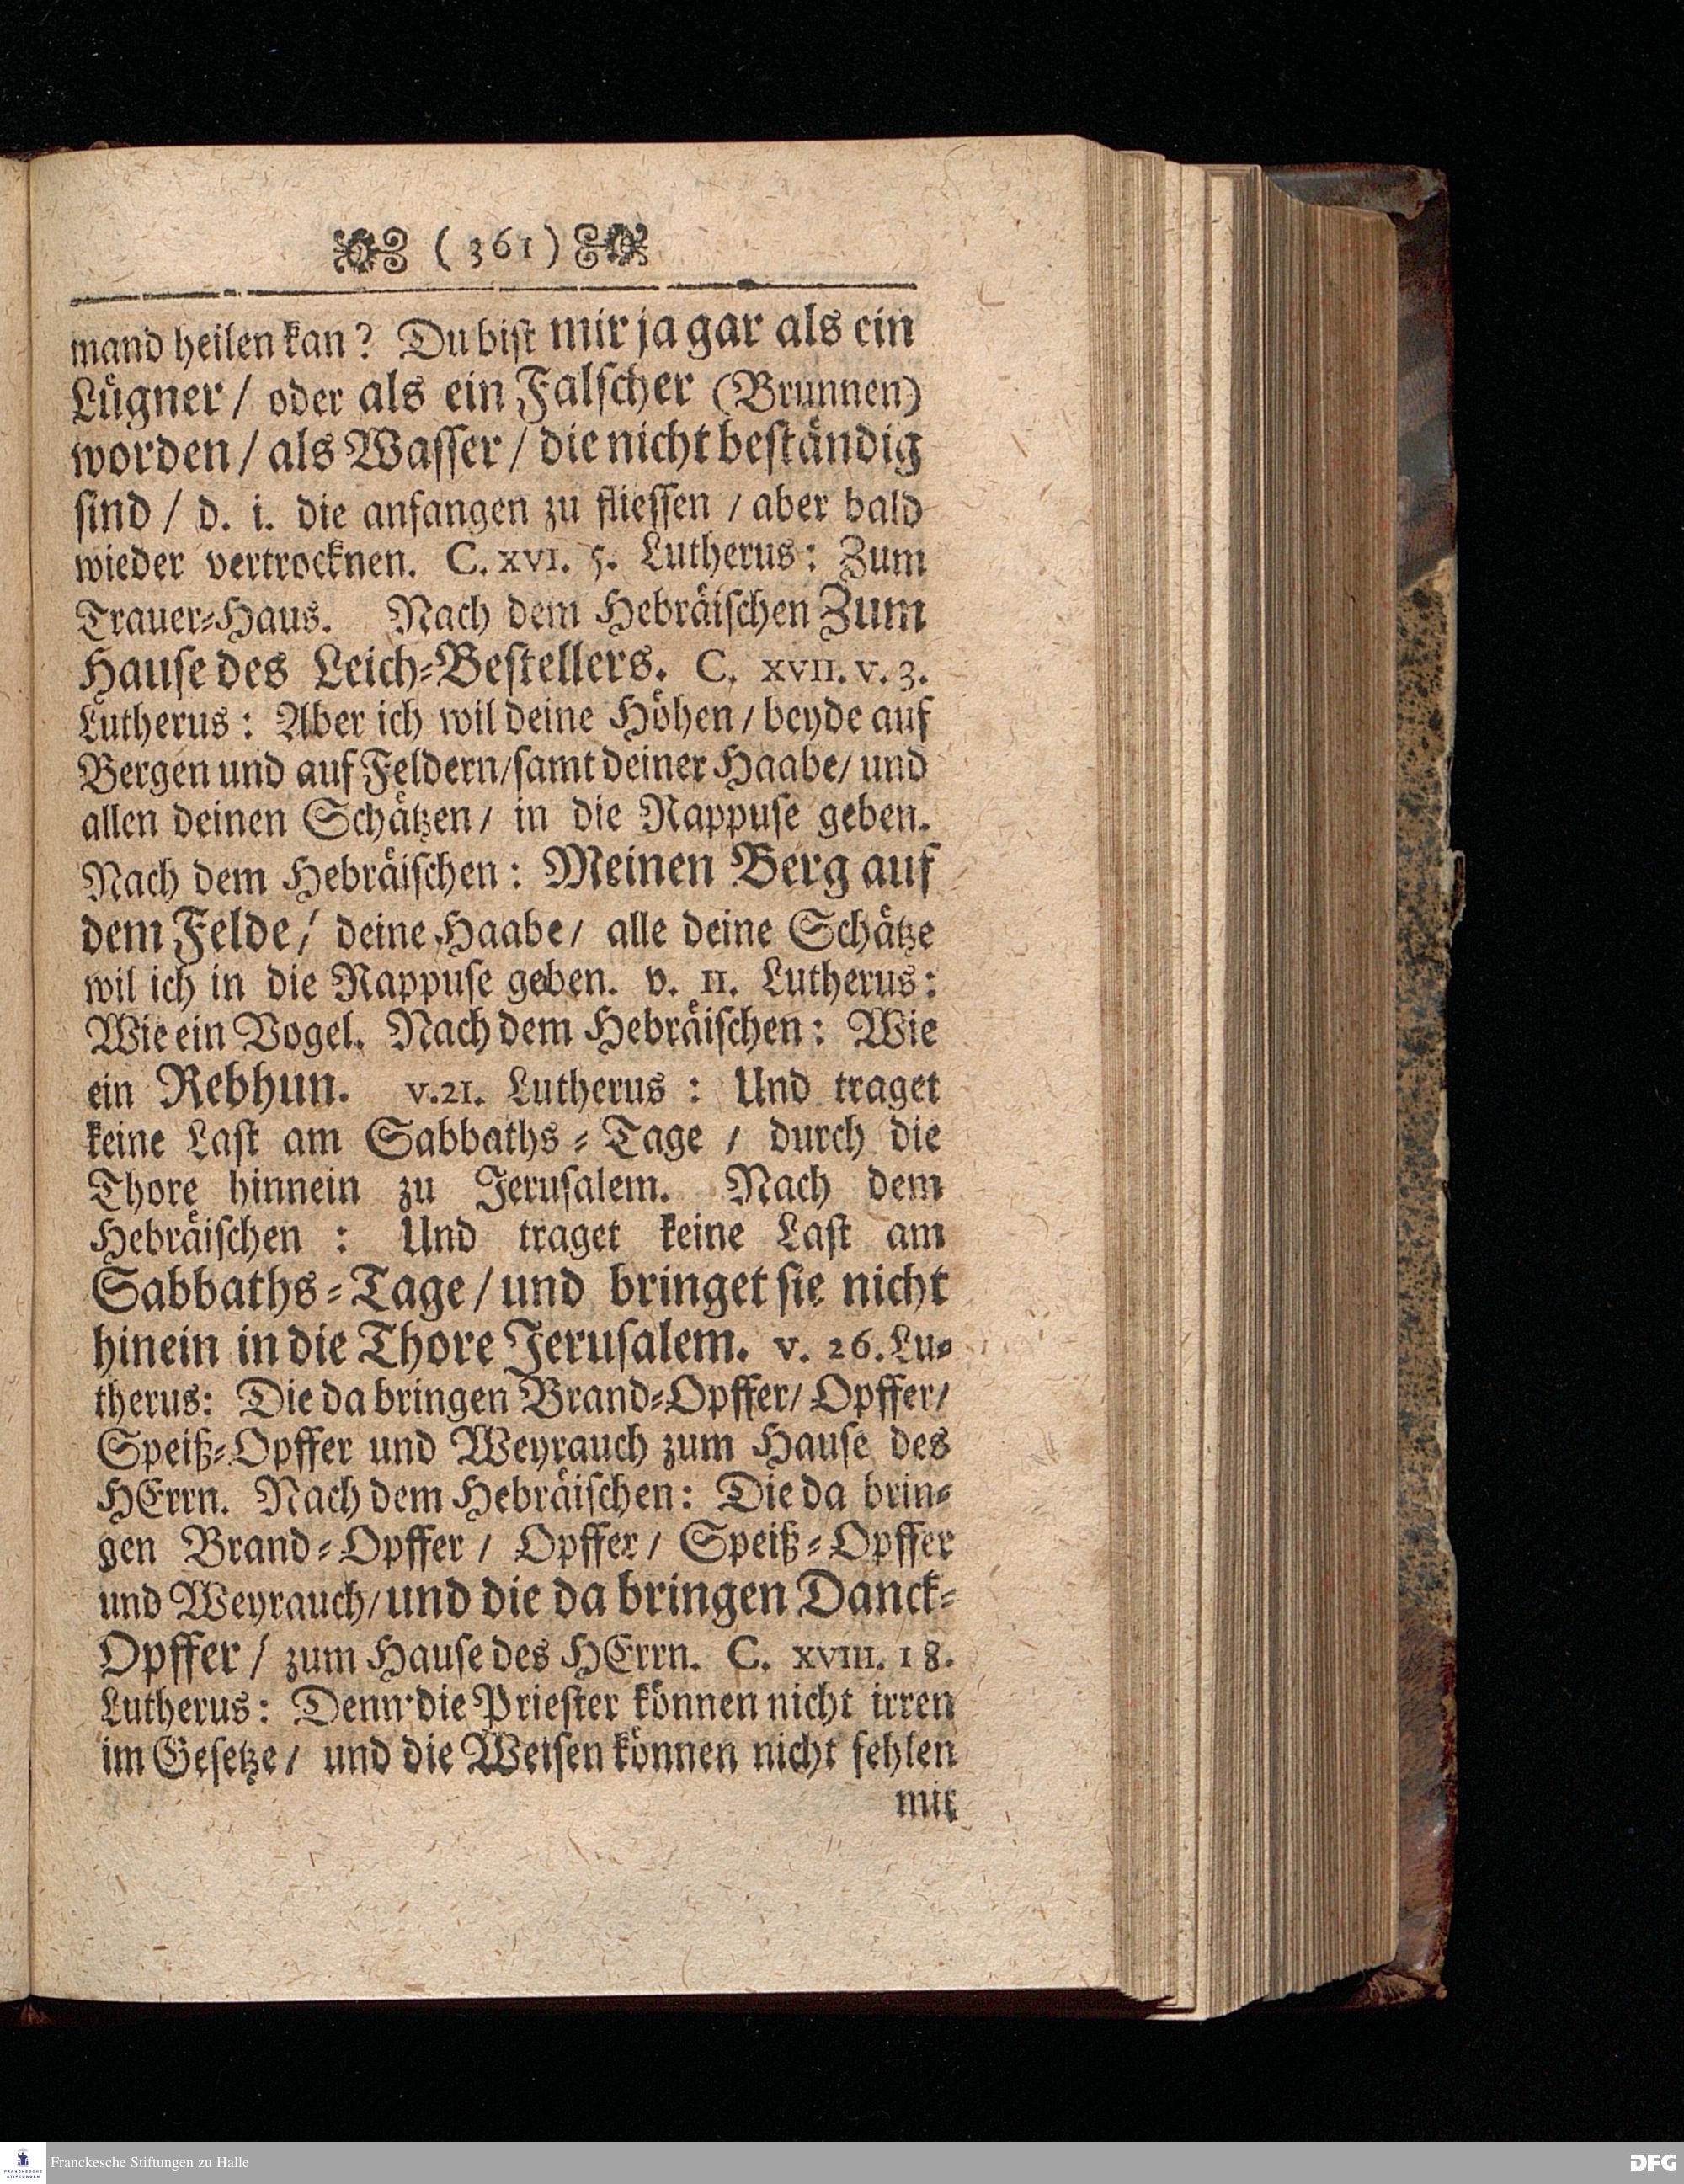 ( 361 )
mand heilen kan? Du bist mir ja gar als ein
Lügner / oder als ein Falscher (Brunnen)
worden / als Wasser / die nicht beständig
sind / d. i. die anfangen zu fliessen / aber bald
wieder vertrocknen. C. XVI. 5. Lutherus: Zum
Trauer-Haus. Nach dem Hebräischen Zum
Hause des Leich-Bestellers. C. XVII. v. 3.
Lutherus: Aber ich wil deine Höhen / beyde auf
Bergen und auf Feldern / samt deiner Haabe / und
allen deinen Schätzen / in die Rappuse geben.
Nach dem Hebräischen: Meinen Berg auf
dem Felde / deine Haabe / alle deine Schätze
wil ich in die Rappuse geben. v. 11. Lutherus:
Wie ein Vogel. Nach dem Hebräischen: Wie
ein Rebhun. v. 21. Lutherus: Und traget
keine Last am Sabbaths-Tage / durch die
Thore hinnein zu Jerusalem. Nach dem
Hebräischen: Und traget keine Last am
Sabbaths-Tage / und bringet sie nicht
hinein in die Thore Jerusalem. v. 26. Lu-
therus: Die da bringen Brand-Opffer / Opffer /
Speiß-Opffer und Weyrauch zum Hause des
HErrn. Nach dem Hebräischen: Die da brin-
gen Brand-Opffer / Opffer / Speiß-Opffer
und Weyrauch / und die da bringen Danck-
Opffer / zum Hause des HErrn. C. XVIII. 18.
Lutherus: Denn die Priester können nicht irren
im Gesetze / und die Weisen können nicht fehlen
mit
Franckesche Stiftungen zu Halle
FRANCKESCHE
STIFTUNGEN
DFG